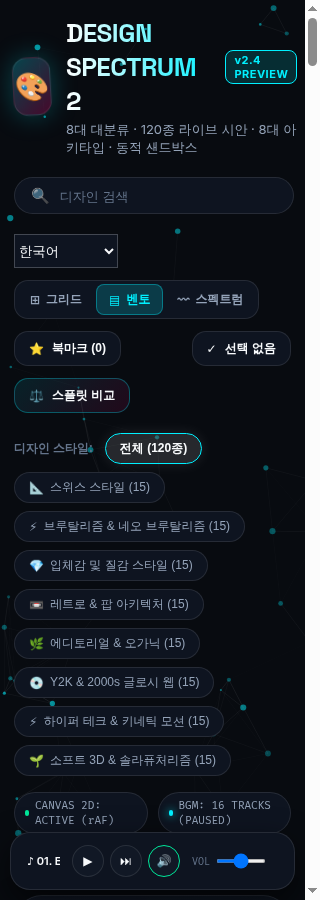 DESIGN
SPECTRUM
2
v2.4
PREVIEW
8대 대분류 · 120종 라이브 시안 · 8대 아
키타입 · 동적 샌드박스
디자인 검색
한국어
그리드
벤토
스펙트럼
북마크 (0)
✓ 선택 없음
스플릿 비교
디자인 스타일:
전체 (120종)
스위스 스타일 (15)
브루탈리즘 & 네오 브루탈리즘 (15)
입체감 및 질감 스타일 (15)
레트로 & 팝 아키텍처 (15)
에디토리얼 & 오가닉 (15)
Y2K & 2000s 글로시 웹 (15)
하이퍼 테크 & 키네틱 모션 (15)
소프트 3D & 솔라퓨처리즘 (15)
CANVAS 2D:
ACTIVE (rAF)
BGM: 16 TRACKS
(PAUSED)
♪ 01. E
VOL